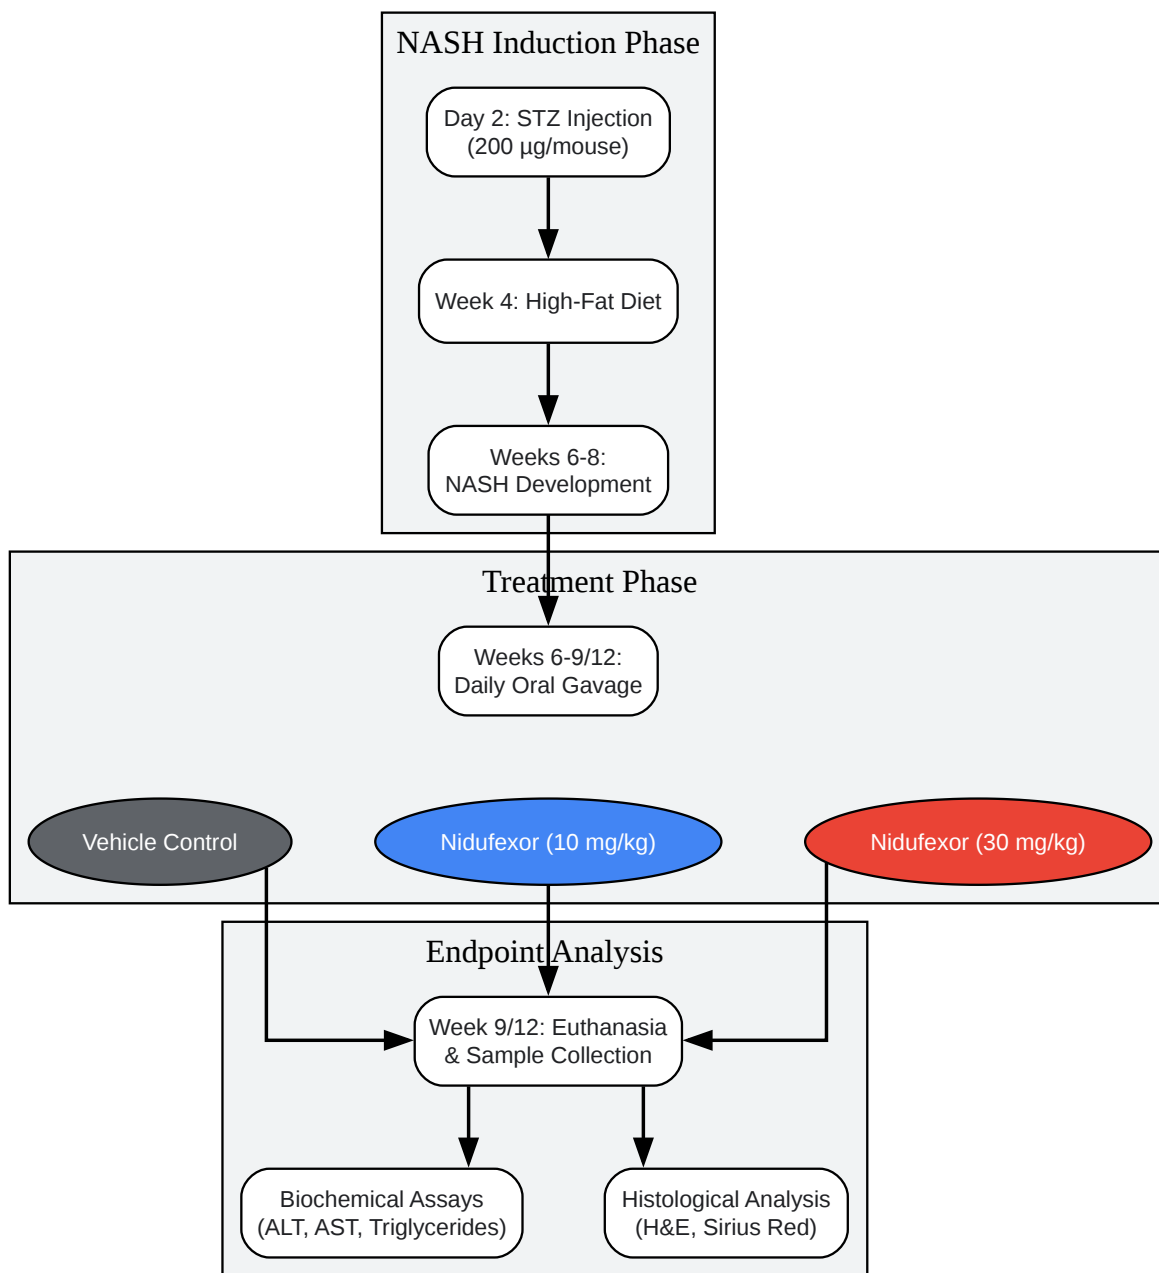 NASH Induction Phase
Day 2: STZ Injection
(200 µg/mouse)
Week 4: High-Fat Diet
Weeks 6-8:
NASH Development
Treatment Phase
Weeks 6-9/12:
Daily Oral Gavage
Vehicle Control
Nidufexor (10 mg/kg)
Nidufexor (30 mg/kg)
Endpoint Analysis
Week 9/12: Euthanasia
& Sample Collection
Biochemical Assays
(ALT, AST, Triglycerides)
Histological Analysis
(H&E, Sirius Red)